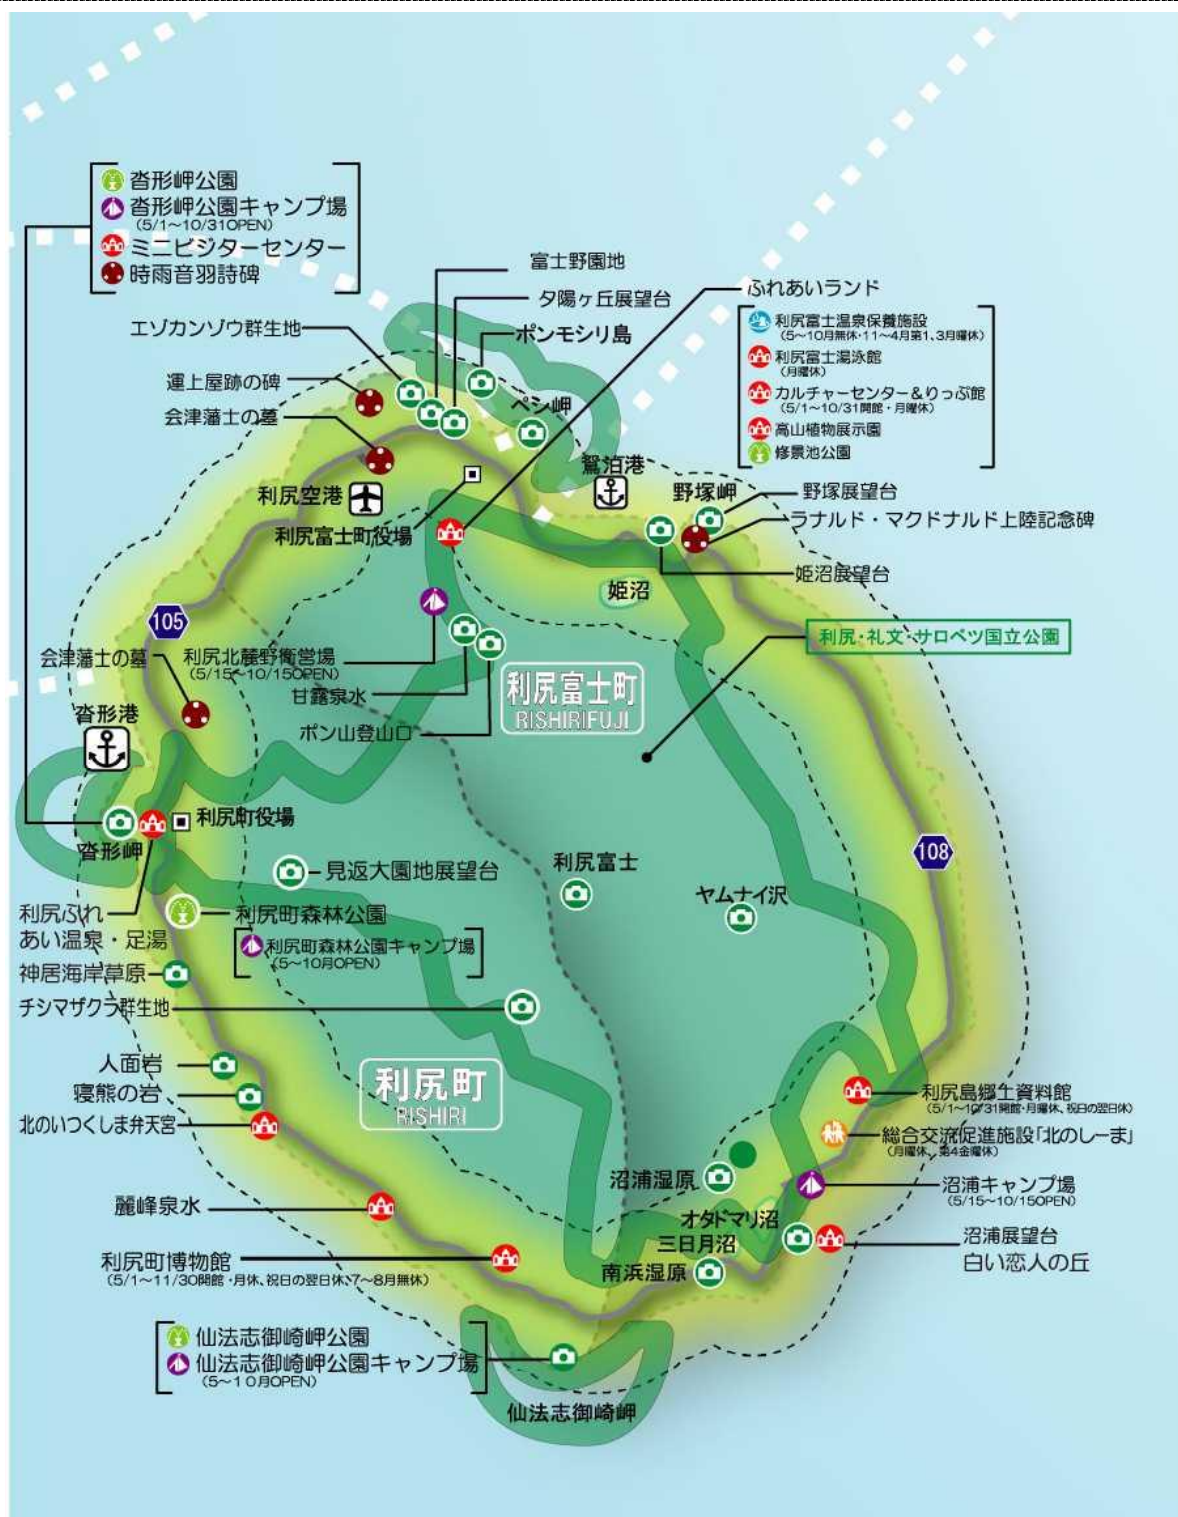 沓形岬公園
沓形岬公園キャンプ場
(5/1〜10/31OPEN)
ミニビジターセンター
時雨音羽詩碑
富士野園地
夕陽ヶ丘展望台
ふれあいランド
エゾカンゾウ群生地
ポンモシリ島
利尻富士温泉保養施設
(5〜10月無休・11〜4月第1、3月曜休)
利尻富士湯泳館
(月曜休)
運上屋跡の碑
ペシ岬
カルチャーセンター&りっぷ館
(5/1〜10/31開館・月曜休)
会津藩士の墓
高山植物展示園
修景池公園
鴛泊港
利尻空港
野塚岬
野塚展望台
利尻富士町役場
ラナルド・マクドナルド上陸記念碑
姫沼展望台
姫沼
105
利尻・礼文・サロベツ国立公園
会津藩士の墓
利尻北麓野営場
(5/15〜10/15OPEN)
甘露泉水
利尻富士町
RISHIRIFUJI
沓形港
ポン山登山口
利尻町役場
沓形岬
108
見返大園地展望台
利尻富士
ヤムナイ沢
利尻ふれ
あい温泉・足湯
利尻町森林公園
利尻町森林公園キャンプ場
(5〜10月OPEN)
神居海岸草原
チシマザクラ群生地
人面岩
寝熊の岩
北のいつくしま弁天宮
利尻町
RISHIRI
利尻島郷土資料館
(5/1〜10/31開館・月曜休、祝日の翌日休)
総合交流促進施設「北のしーま」
(月曜休、第4金曜休)
沼浦湿原
沼浦キャンプ場
(5/15〜10/15OPEN)
麗峰泉水
オタドマリ沼
三日月沼
沼浦展望台
白い恋人の丘
利尻町博物館
(5/1〜11/30開館・月休、祝日の翌日休、7〜8月無休)
南浜湿原
仙法志御崎岬公園
仙法志御崎岬公園キャンプ場
(5〜10月OPEN)
仙法志御崎岬